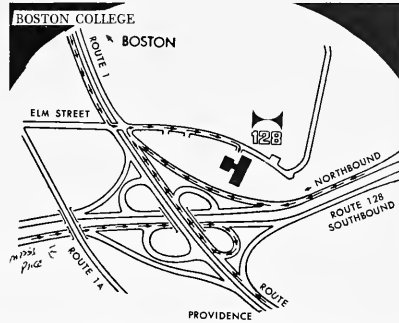 BOSTON COLLEGE
BOSTON
ROUTE 1
ELM STREET
128
NORTHBOUND
ROUTE 128
SOUTHBOUND
ROUTE 1A
ROUTE
PROVIDENCE